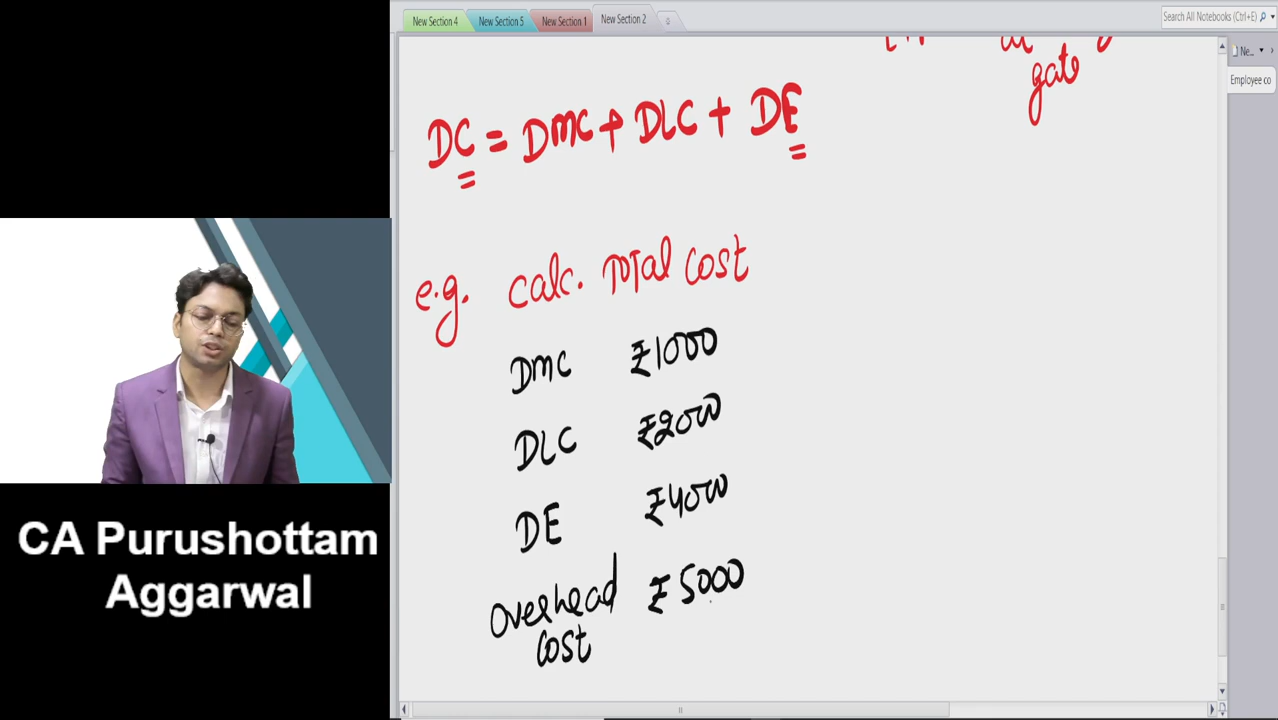 New Section 4 New Section 5 New Section 1 New Section 2
Search All Notebooks (Ctrl+E)
Ne...
Employee co
gate
DC = DMC + DLC + DE
e.g. calc. Total cost
DMC ₹1000
DLC ₹2000
DE ₹4000
Overhead ₹5000
cost
CA Purushottam
Aggarwal